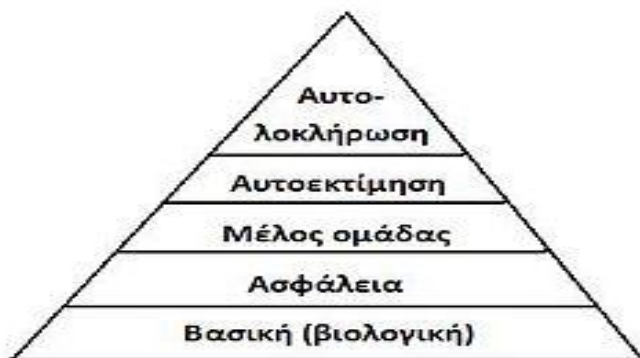 Αυτο-
λοκλήρωση
Αυτοεκτίμηση
Μέλος ομάδας
Ασφάλεια
Βασική (βιολογική)